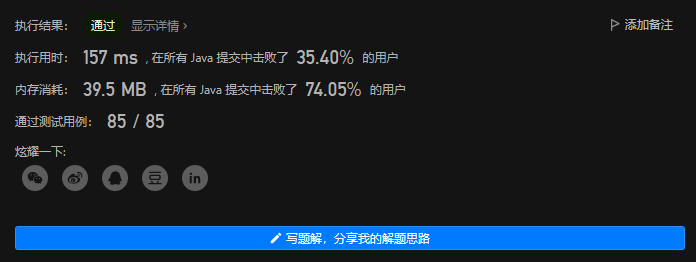 执行结果： 通过 显示详情 › 添加备注
执行用时： 157 ms , 在所有 Java 提交中击败了 35.40% 的用户
内存消耗： 39.5 MB , 在所有 Java 提交中击败了 74.05% 的用户
通过测试用例： 85 / 85
炫耀一下:
豆 in
写题解，分享我的解题思路